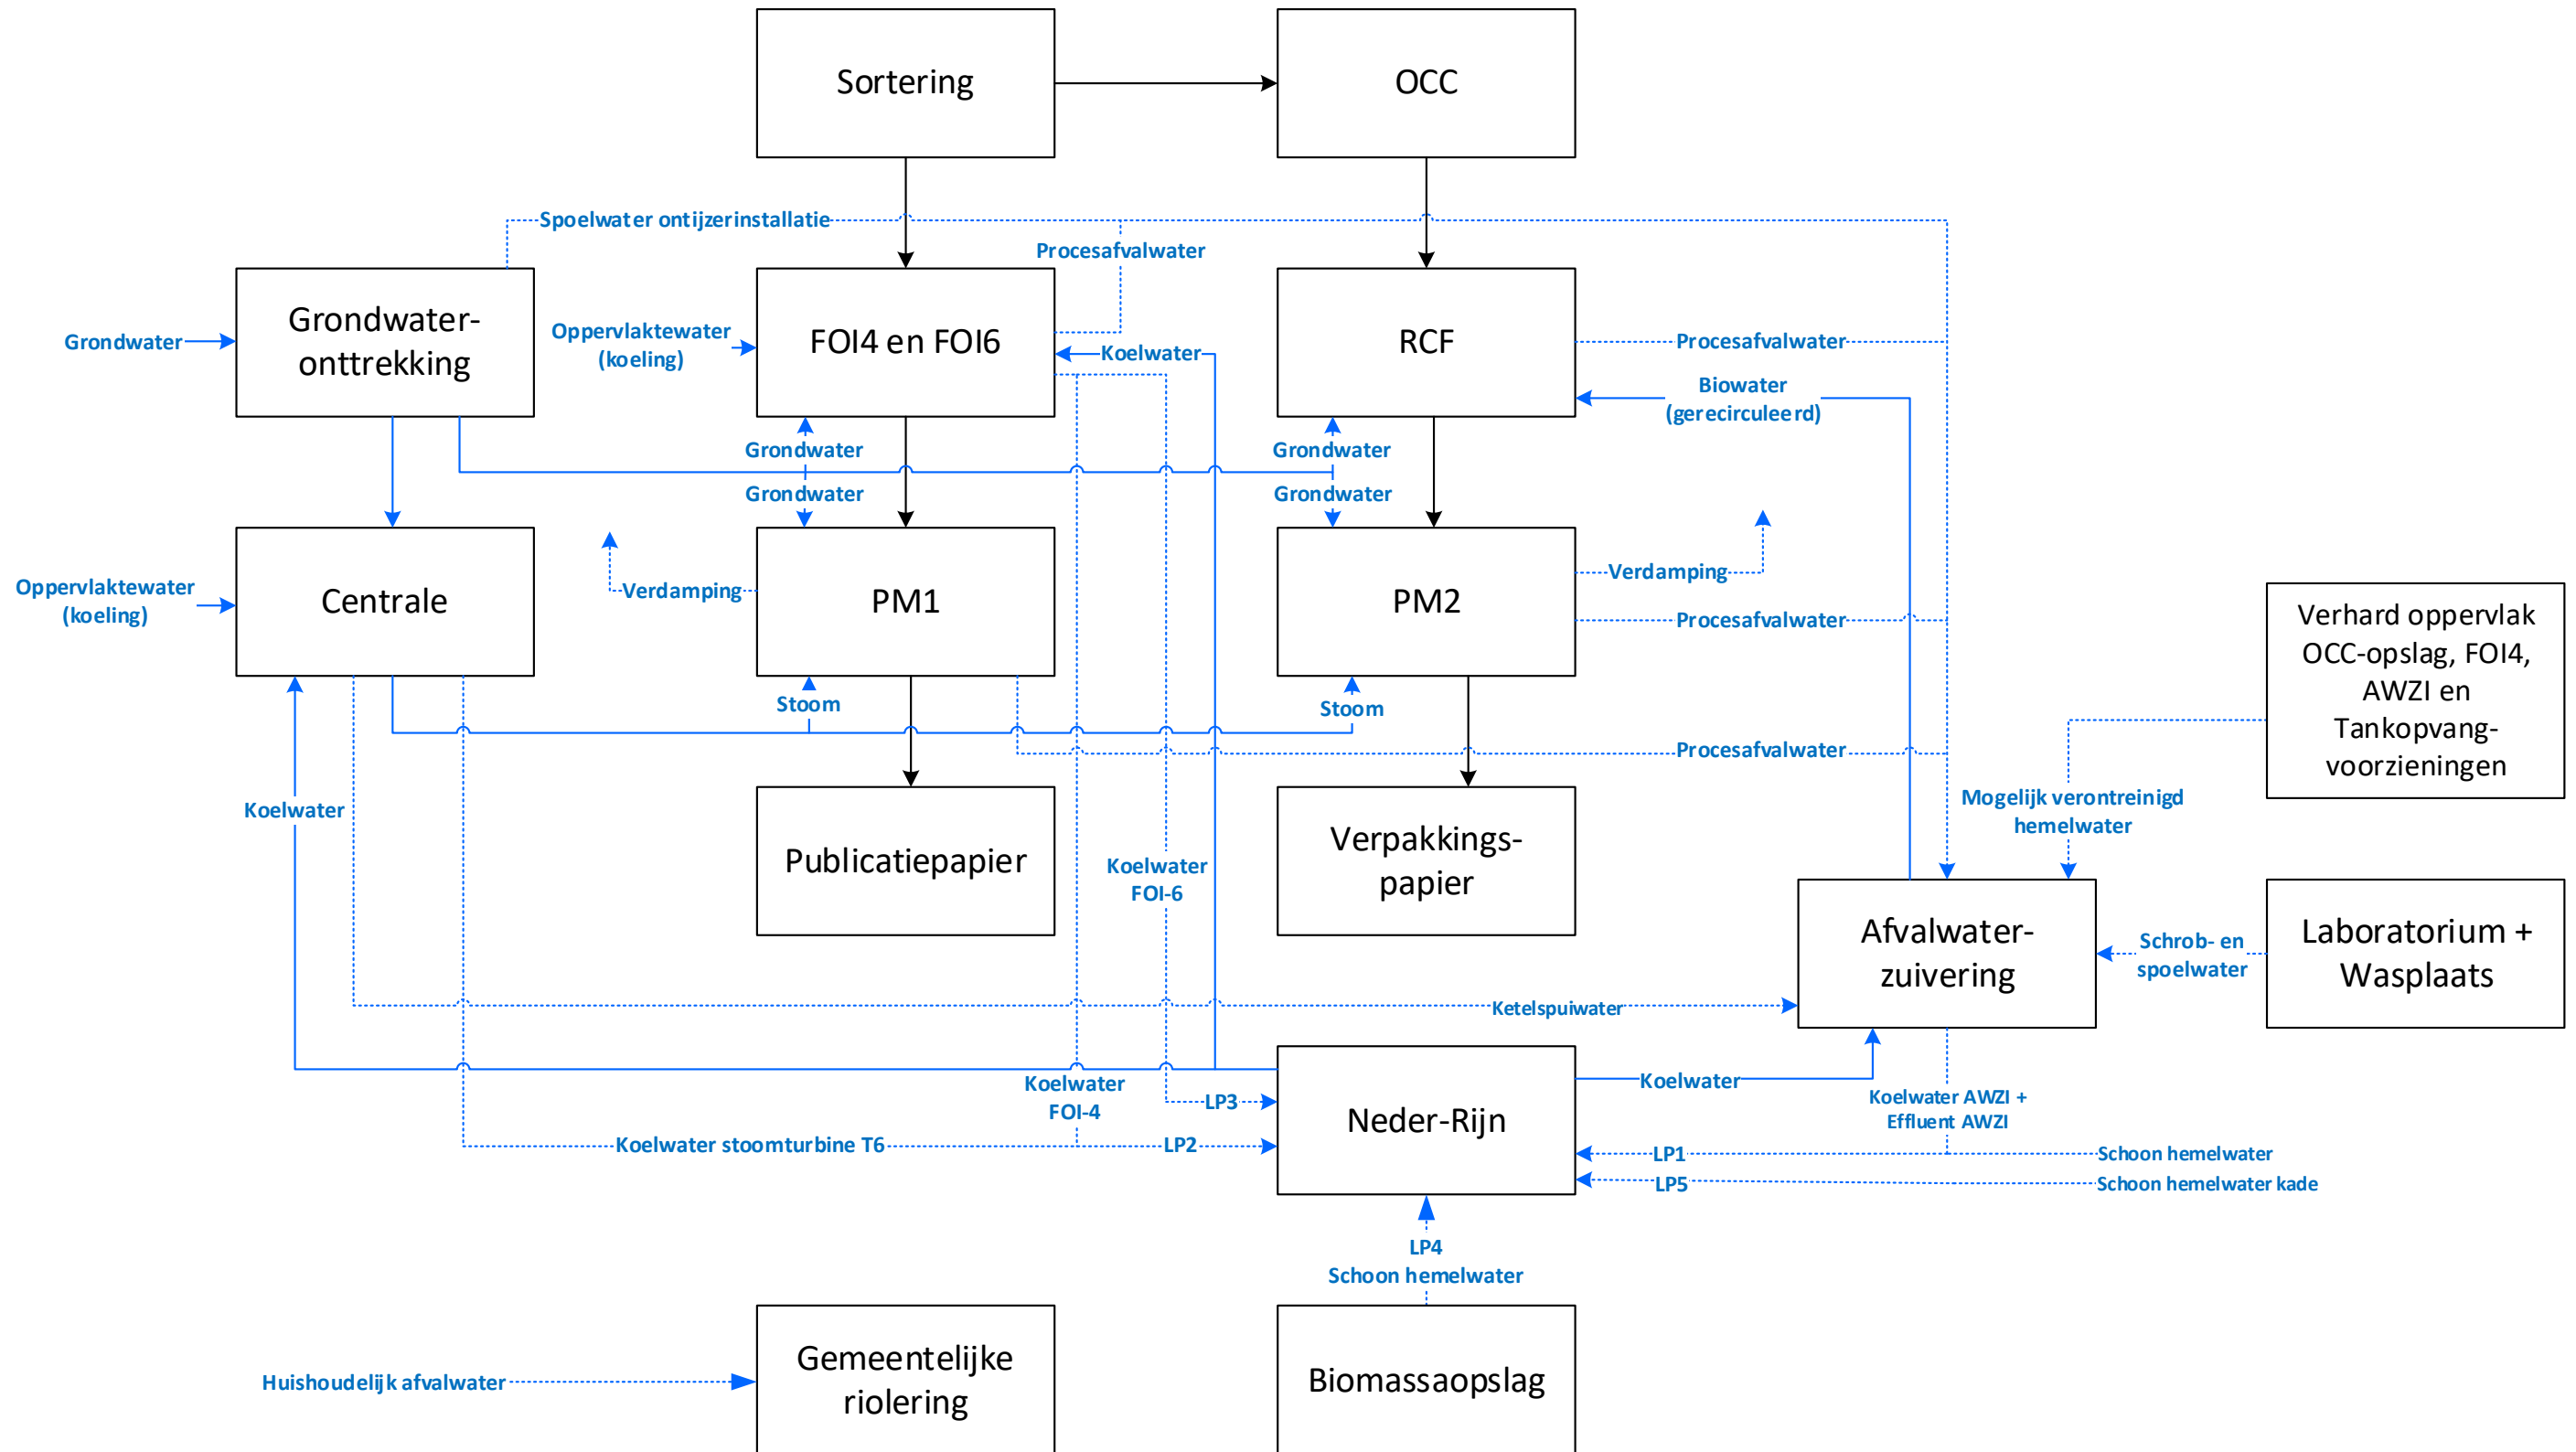 Sortering
OCC
Spoelwater ontijzerinstallatie
Procesafvalwater
Grondwater-
onttrekking
Grondwater
Oppervlaktewater
(koeling)
FOI4 en FOI6
Koelwater
RCF
Procesafvalwater
Biowater
(gerecirculeerd)
Grondwater
Grondwater
Grondwater
Grondwater
Oppervlaktewater
(koeling)
Centrale
Verdamping
PM1
PM2
Verdamping
Procesafvalwater
Verhard oppervlak
OCC-opslag, FOI4,
AWZI en
Tankopvang-
voorzieningen
Stoom
Stoom
Procesafvalwater
Koelwater
Mogelijk verontreinigd
hemelwater
Publicatiepapier
Koelwater
FOI-6
Verpakkings-
papier
Afvalwater-
zuivering
Schrob- en
spoelwater
Laboratorium +
Wasplaats
Ketelspuiwater
Koelwater
FOI-4
LP3
Neder-Rijn
Koelwater
Koelwater AWZI +
Effluent AWZI
Koelwater stoomturbine T6
LP2
LP1
Schoon hemelwater
LP5
Schoon hemelwater kade
LP4
Schoon hemelwater
Huishoudelijk afvalwater
Gemeentelijke
riolering
Biomassaopslag